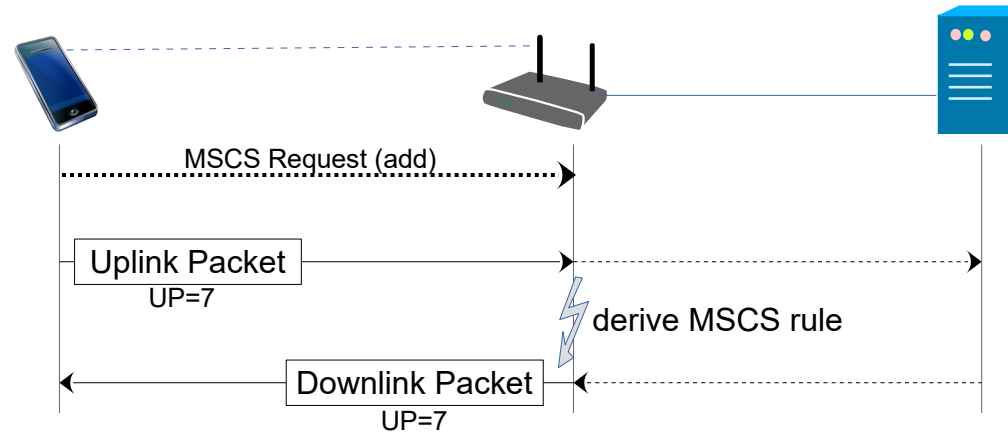 MSCS Request (add)
Uplink Packet
UP=7
derive MSCS rule
Downlink Packet
UP=7